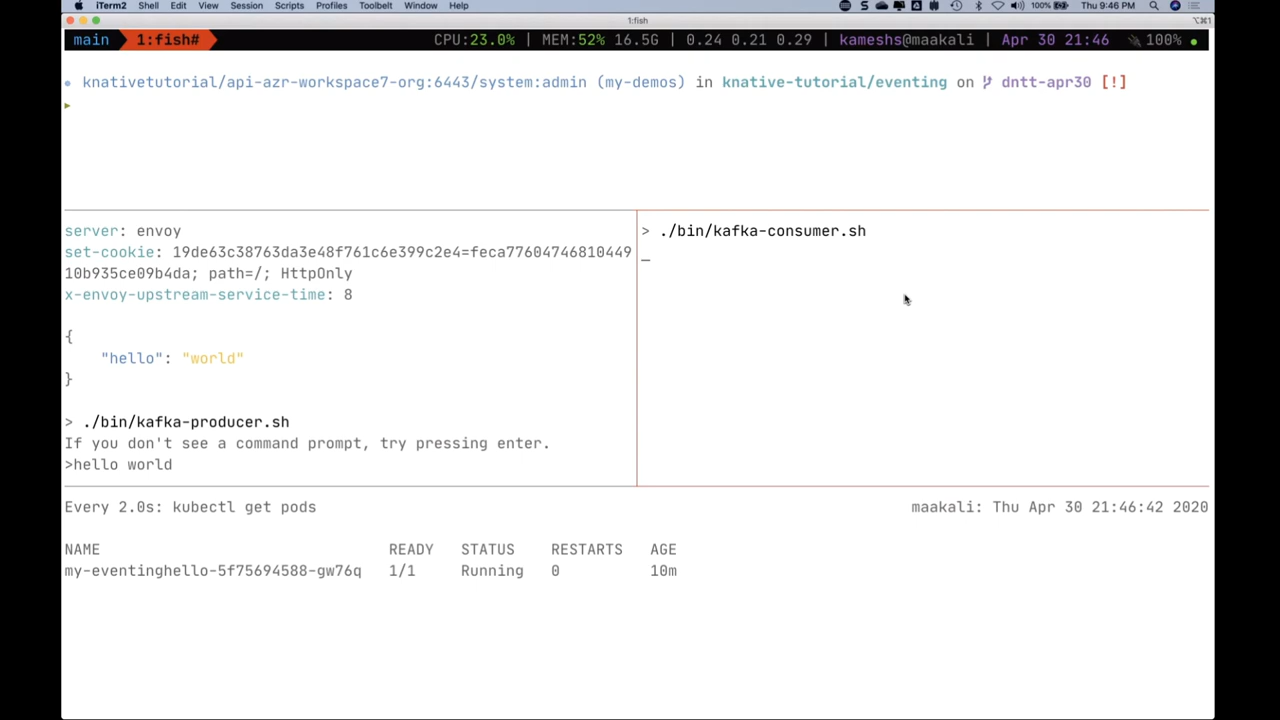 iTerm2 Shell Edit View Session Scripts Profiles Toolbelt Window Help 100% Thu 9:46 PM
1:fish ⌥⌘1
main 1:fish# CPU:23.0% | MEM:52% 16.5G | 0.24 0.21 0.29 | kameshs@maakali | Apr 30 21:46 100% ●
● knativetutorial/api-azr-workspace7-org:6443/system:admin (my-demos) in knative-tutorial/eventing on dntt-apr30 [!]
server: envoy
set-cookie: 19de63c38763da3e48f761c6e399c2e4=feca77604746810449
10b935ce09b4da; path=/; HttpOnly
x-envoy-upstream-service-time: 8
{
"hello": "world"
}
> ./bin/kafka-producer.sh
If you don't see a command prompt, try pressing enter.
>hello world
> ./bin/kafka-consumer.sh
_
Every 2.0s: kubectl get pods maakali: Thu Apr 30 21:46:42 2020
NAME READY STATUS RESTARTS AGE
my-eventinghello-5f75694588-gw76q 1/1 Running 0 10m